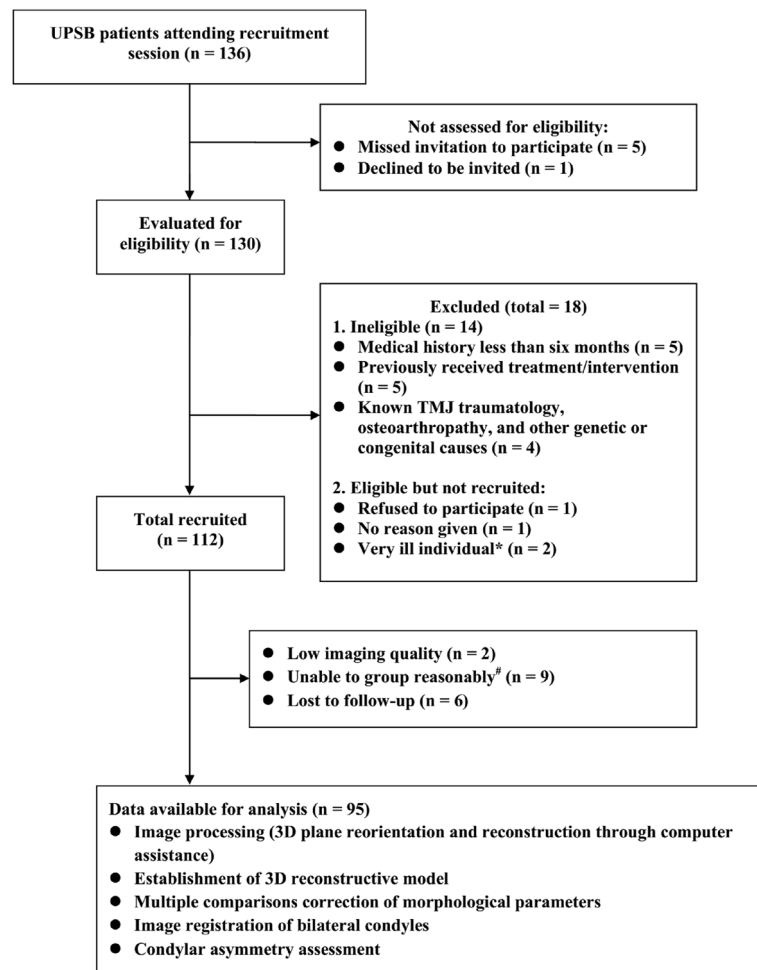 UPSB patients attending recruitment
session (n = 136)
Not assessed for eligibility:
● Missed invitation to participate (n = 5)
● Declined to be invited (n = 1)
Evaluated for
eligibility (n = 130)
Excluded (total = 18)
1. Ineligible (n = 14)
● Medical history less than six months (n = 5)
● Previously received treatment/intervention
(n = 5)
● Known TMJ traumatology,
osteoarthropathy, and other genetic or
congenital causes (n = 4)
2. Eligible but not recruited:
● Refused to participate (n = 1)
● No reason given (n = 1)
● Very ill individual* (n = 2)
Total recruited
(n = 112)
● Low imaging quality (n = 2)
● Unable to group reasonably# (n = 9)
● Lost to follow-up (n = 6)
Data available for analysis (n = 95)
● Image processing (3D plane reorientation and reconstruction through computer
assistance)
● Establishment of 3D reconstructive model
● Multiple comparisons correction of morphological parameters
● Image registration of bilateral condyles
● Condylar asymmetry assessment